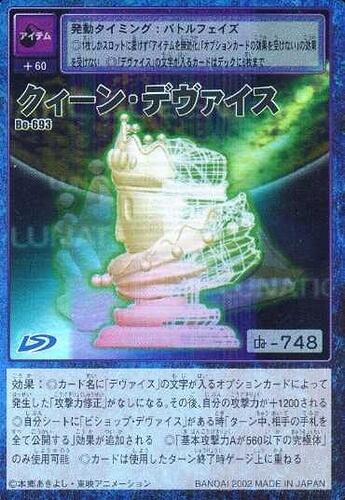 アイテム
+60
発動タイミング：バトルフェイズ
◎1枚しかスロットに置けず「アイテムを無効化」「オプションカードの効果を受けない」の効果
を受けない ◎「デヴァイス」の文字が入るカードはデッキに4枚まで
クィーン・デヴァイス
Bo-693
LUNATIC
-748
効果：◎カード名に「デヴァイス」の文字が入るオプションカードによって
発生した「攻撃力修正」がなしになる。その後、自分の攻撃力が+1200される
◎自分シートに「ビショップ・デヴァイス」がある時「ターン中、相手の手札を
全て公開する」効果が追加される ◎「基本攻撃力Aが560以下の究極体」
のみ使用可能 ◎カードは使用したターン終了時ゲージ上に重ねる
©本郷あきよし・東映アニメーション
BANDAI 2002 MADE IN JAPAN